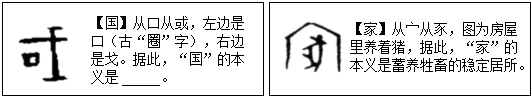 【国】从口从或，左边是
口（古“圈”字），右边
是戈。据此，“国”的本
义是_____。
【家】从宀从豕，图为房屋
里养着猪，据此，“家”的
本义是蓄养牲畜的稳定居所。